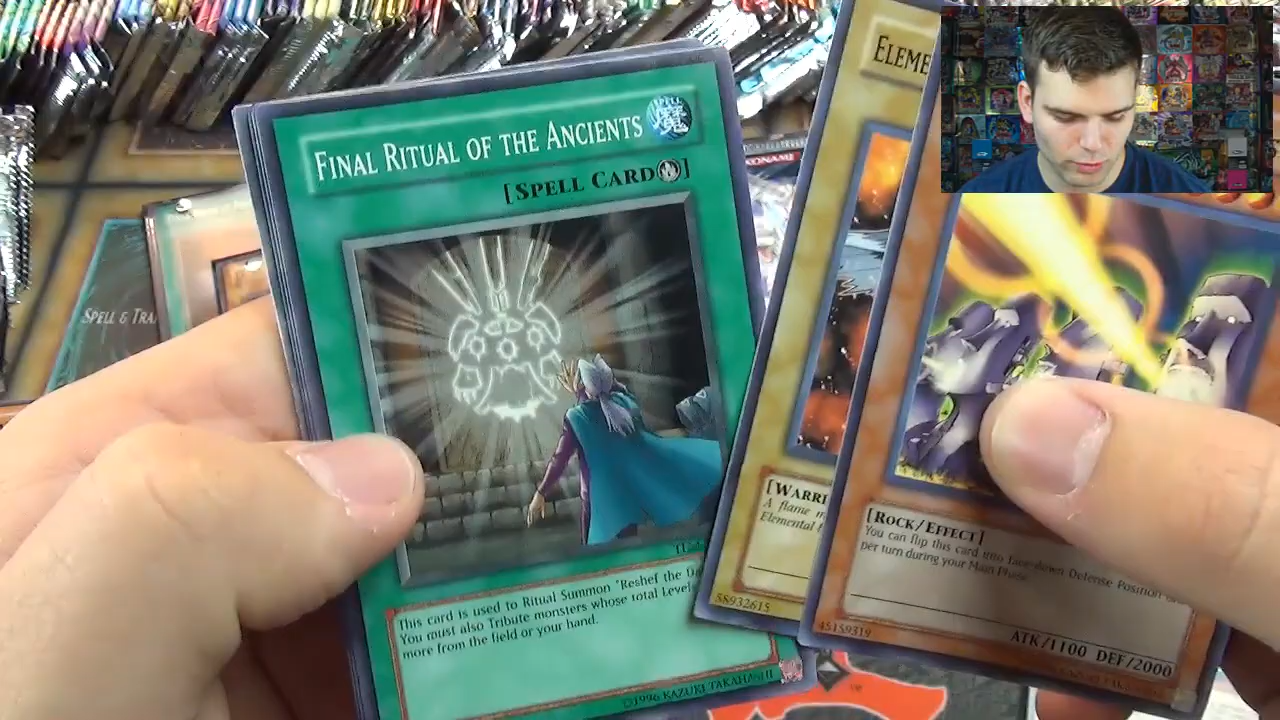 FINAL RITUAL OF THE ANCIENTS
SPELL
[SPELL CARD]
This card is used to Ritual Summon "Reshef the Da
You must also Tribute monsters whose total Level
more from the field or your hand.
©1996 KAZUKI TAKAHASHI
ELEME
[WARRI
A flame m
Elemental
58932615
[ROCK/EFFECT]
You can flip this card into face-down Defense Position
per turn during your Main Phase.
ATK/1100 DEF/2000
45159319
SPELL & TRA
KONAMI